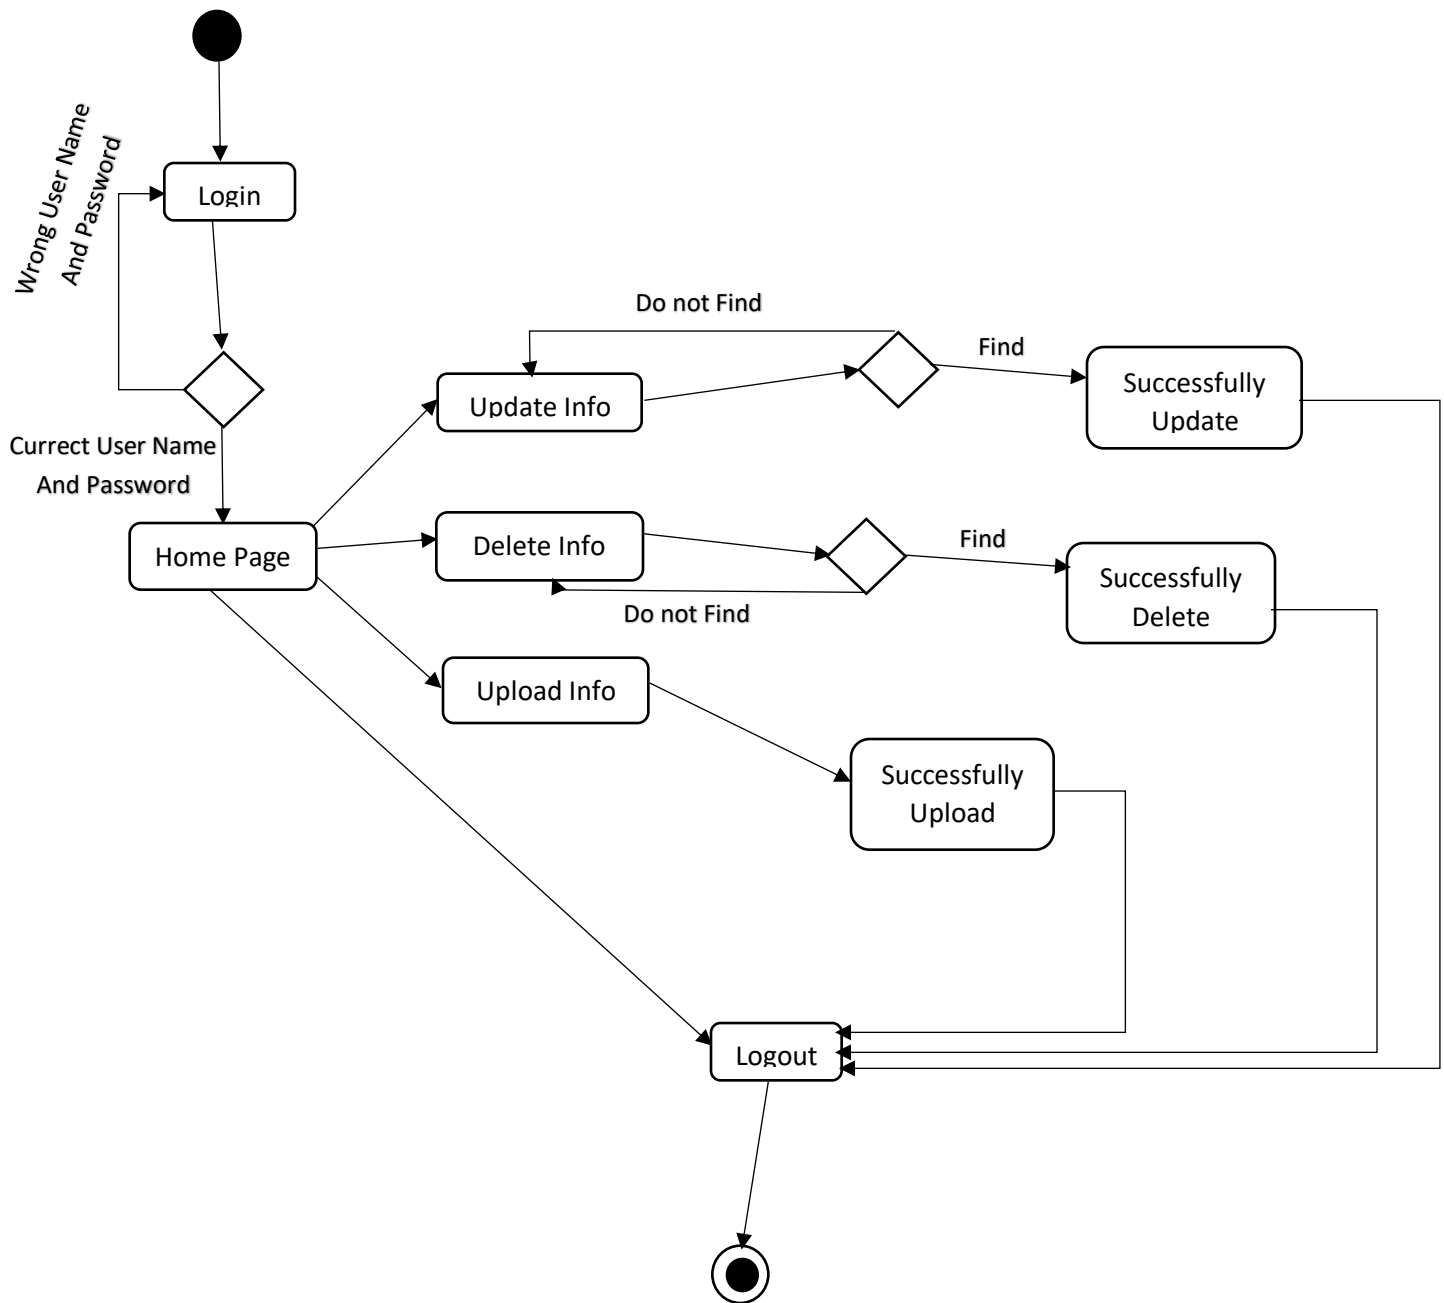 Wrong User Name
And Password
Login
Do not Find
Find
Successfully
Update
Update Info
Currect User Name
And Password
Home Page
Delete Info
Find
Successfully
Delete
Do not Find
Upload Info
Successfully
Upload
Logout